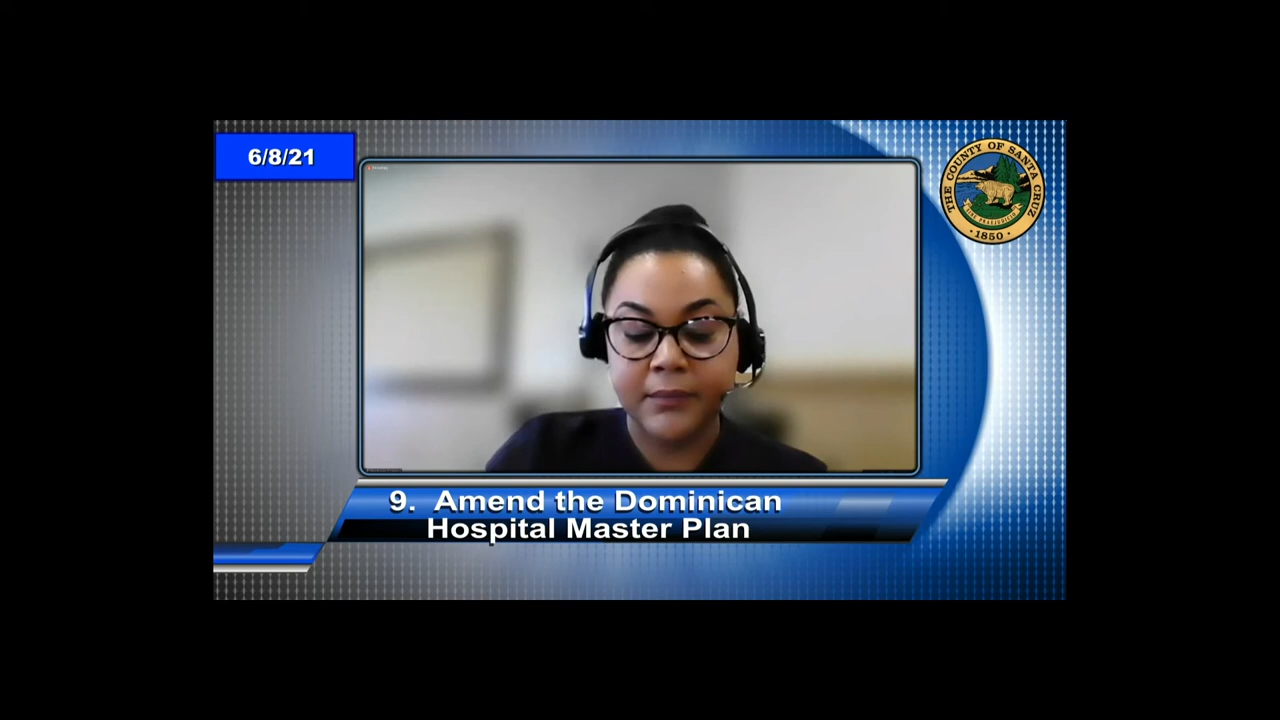 6/8/21
THE COUNTY OF SANTA CRUZ
· 1850 ·
9. Amend the Dominican
Hospital Master Plan